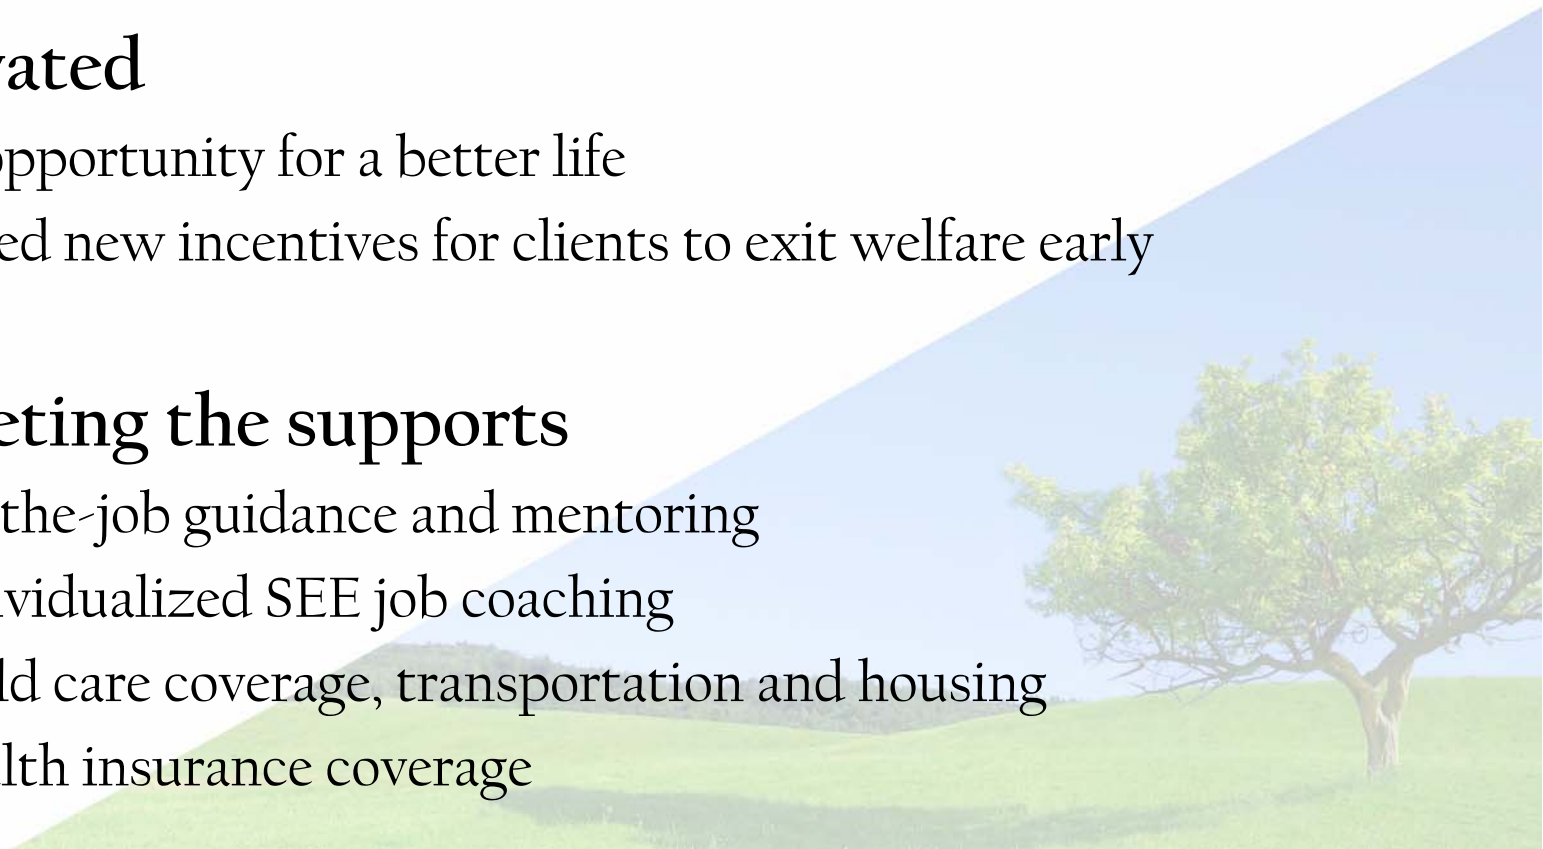 vated
opportunity for a better life
ed new incentives for clients to exit welfare early
eting the supports
the-job guidance and mentoring
ividualized SEE job coaching
ld care coverage, transportation and housing
lth insurance coverage